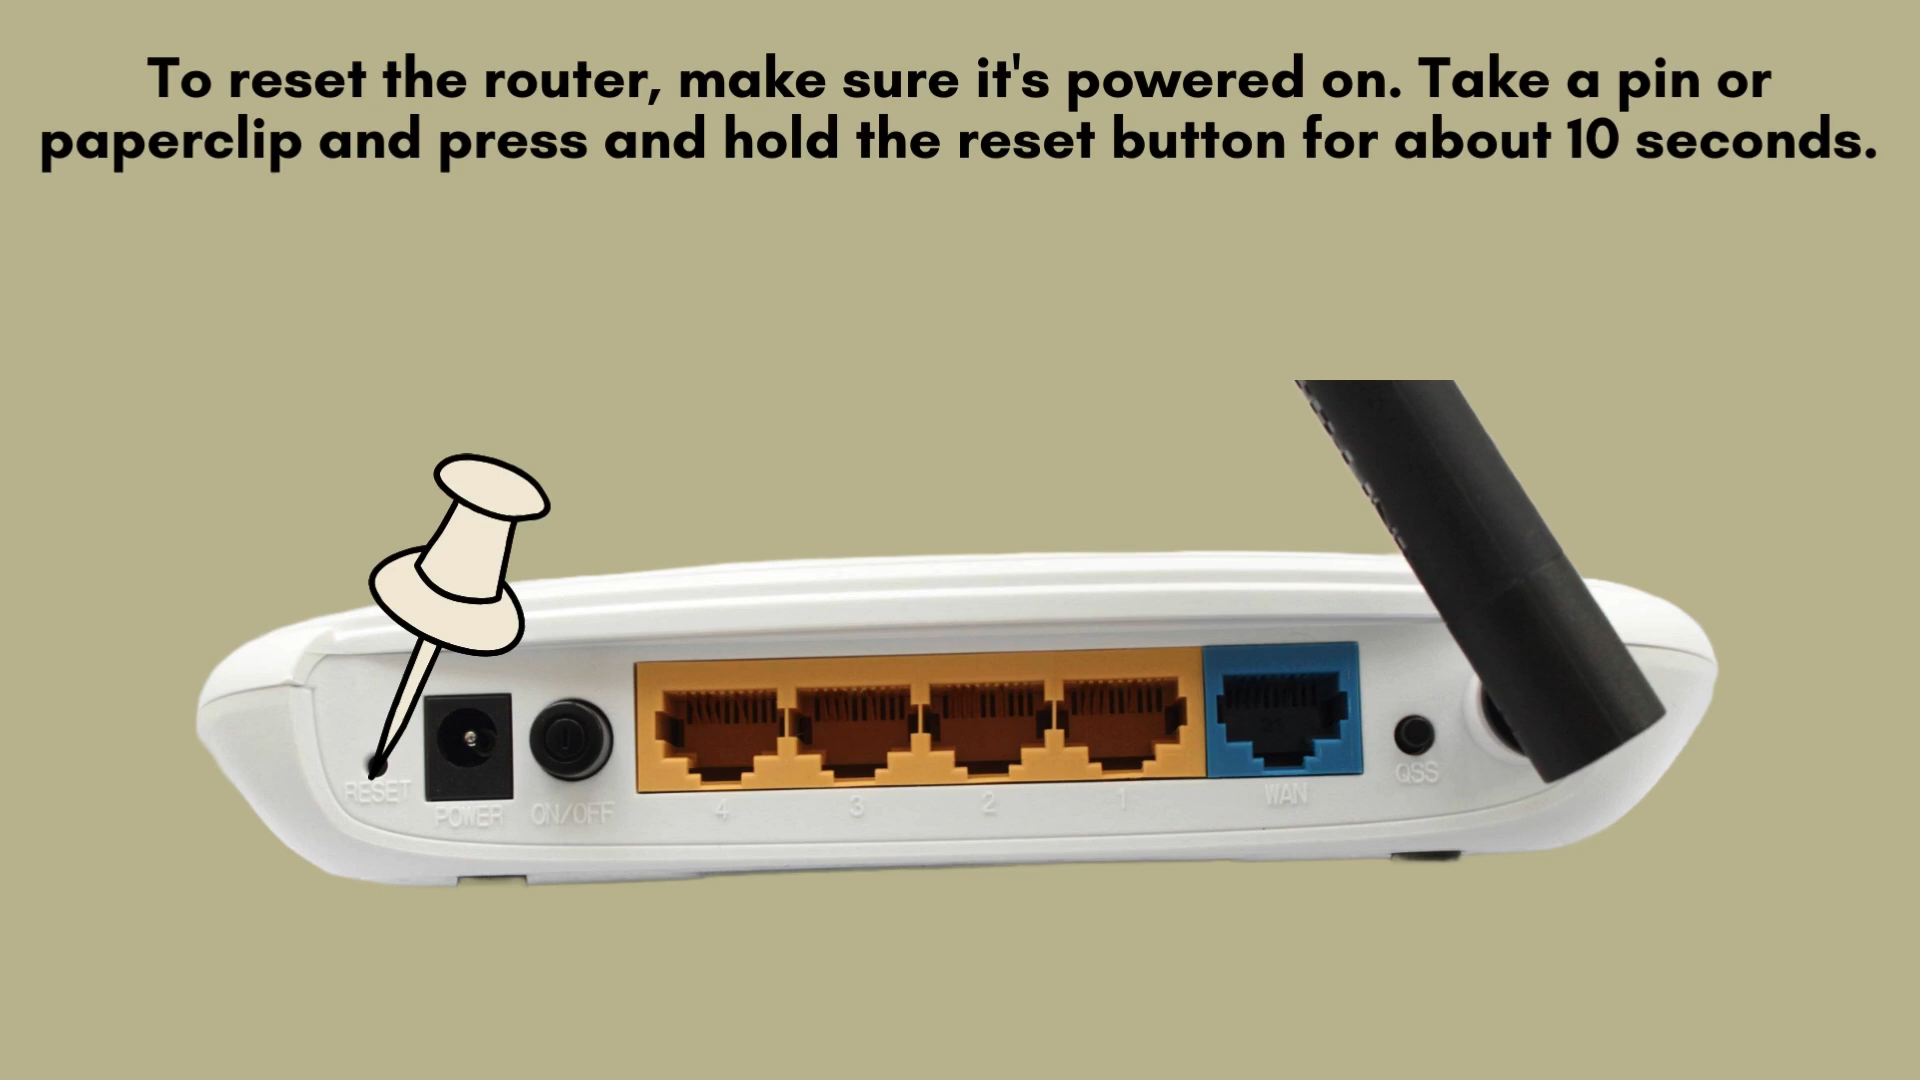 To reset the router, make sure it's powered on. Take a pin or
paperclip and press and hold the reset button for about 10 seconds.
RESET
POWER
ON/OFF
4
3
2
1
WAN
QSS